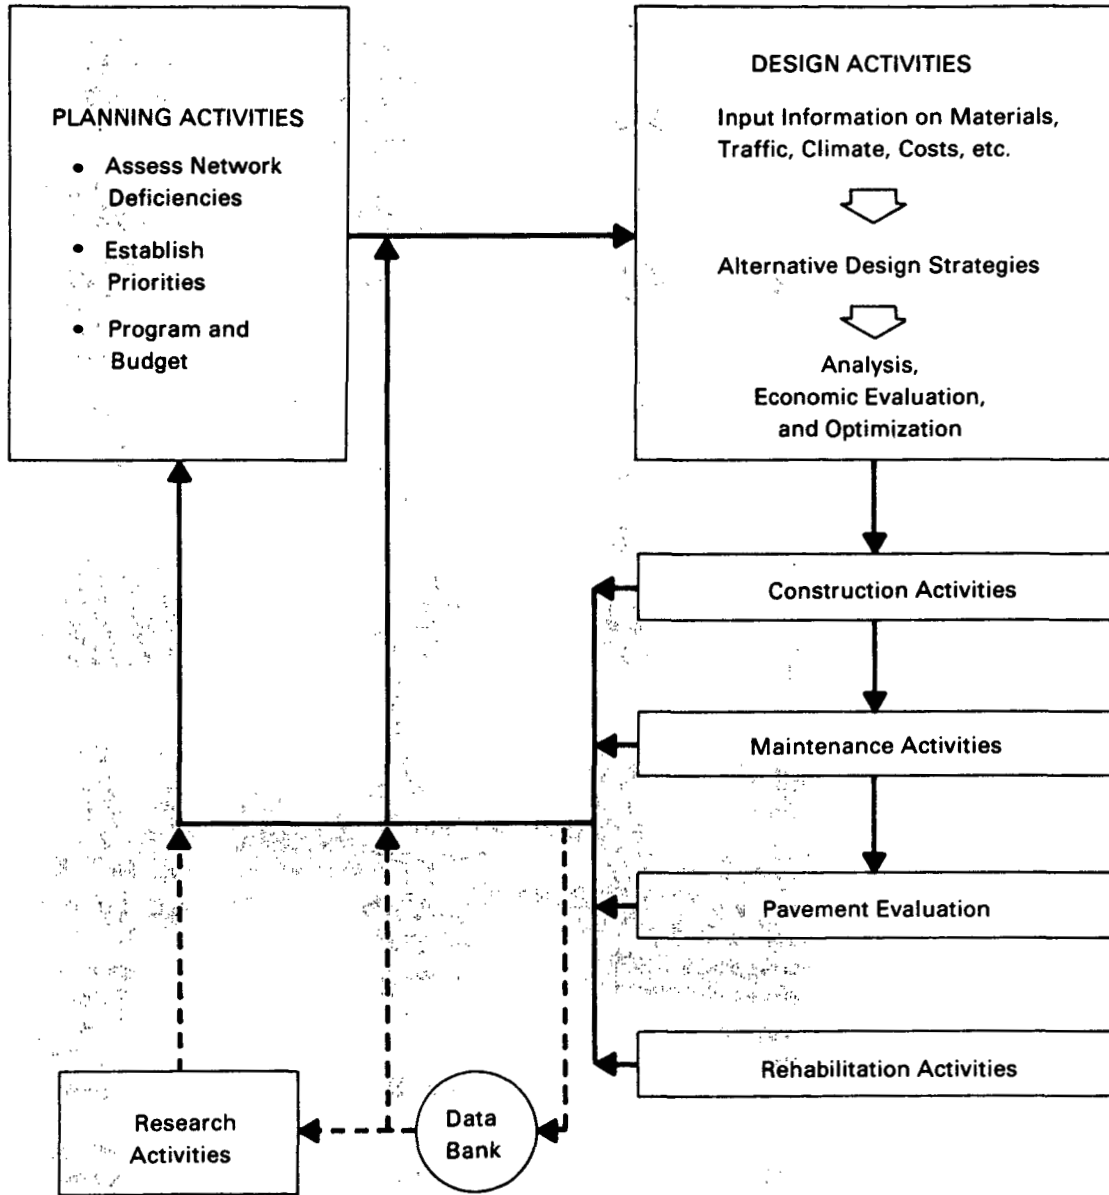 PLANNING ACTIVITIES
• Assess Network
Deficiencies
• Establish
Priorities
• Program and
Budget
DESIGN ACTIVITIES
Input Information on Materials,
Traffic, Climate, Costs, etc.
Alternative Design Strategies
Analysis,
Economic Evaluation,
and Optimization
Construction Activities
Maintenance Activities
Pavement Evaluation
Rehabilitation Activities
Research
Activities
Data
Bank